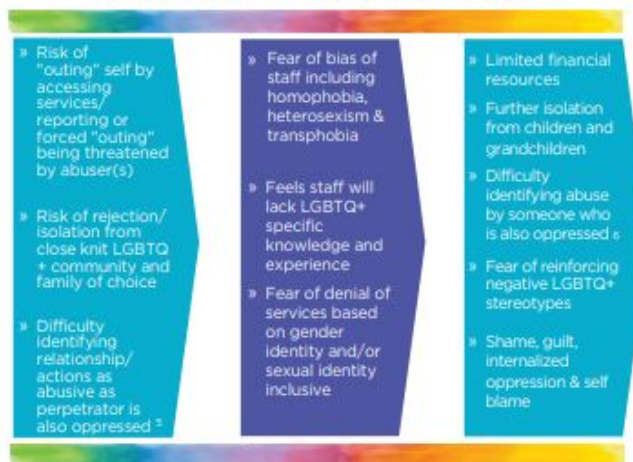 » Risk of
"outing" self by
accessing
services/
reporting or
forced "outing"
being threatened
by abuser(s)
» Risk of rejection/
isolation from
close knit LGBTQ
+ community and
family of choice
» Difficulty
identifying
relationship/
actions as
abusive as
perpetrator is
also oppressed 5
» Fear of bias of
staff including
homophobia,
heterosexism &
transphobia
» Feels staff will
lack LGBTQ+
specific
knowledge and
experience
» Fear of denial of
services based
on gender
identity and/or
sexual identity
inclusive
» Limited financial
resources
» Further isolation
from children and
grandchildren
» Difficulty
identifying abuse
by someone who
is also oppressed 6
» Fear of reinforcing
negative LGBTQ+
stereotypes
» Shame, guilt,
internalized
oppression & self
blame